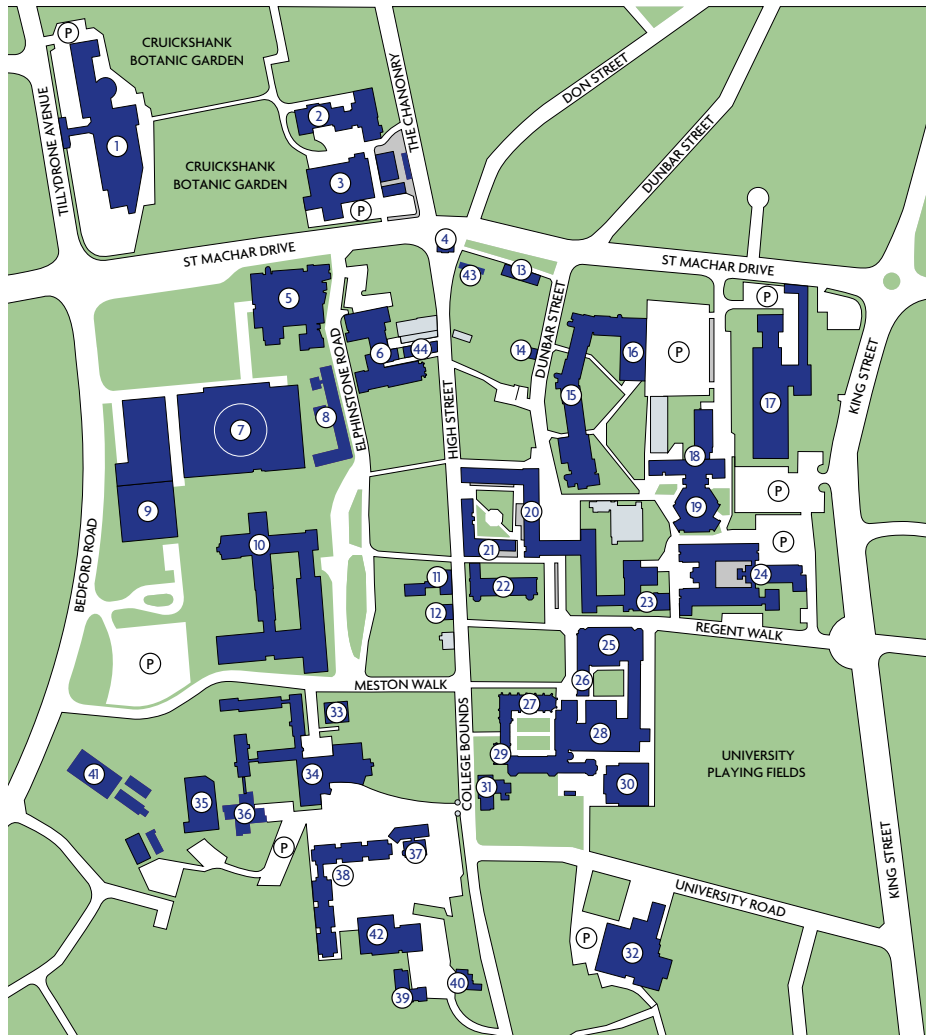 P
CRUICKSHANK
BOTANIC GARDEN
THE CHANONRY
DON STREET
DUNBAR STREET
TILLYDRONE AVENUE
1
2
3
CRUICKSHANK
BOTANIC GARDEN
P
ST MACHAR DRIVE
4
43
13
ST MACHAR DRIVE
P
5
ELPHINSTONE ROAD
6
44
HIGH STREET
14
DUNBAR STREET
15
16
P
17
KING STREET
7
8
9
10
18
19
P
20
21
22
P
24
23
BEDFORD ROAD
11
12
REGENT WALK
P
MESTON WALK
25
26
27
28
29
30
31
COLLEGE BOUNDS
UNIVERSITY
PLAYING FIELDS
33
34
35
36
41
P
37
38
42
39
40
UNIVERSITY ROAD
P
32
KING STREET